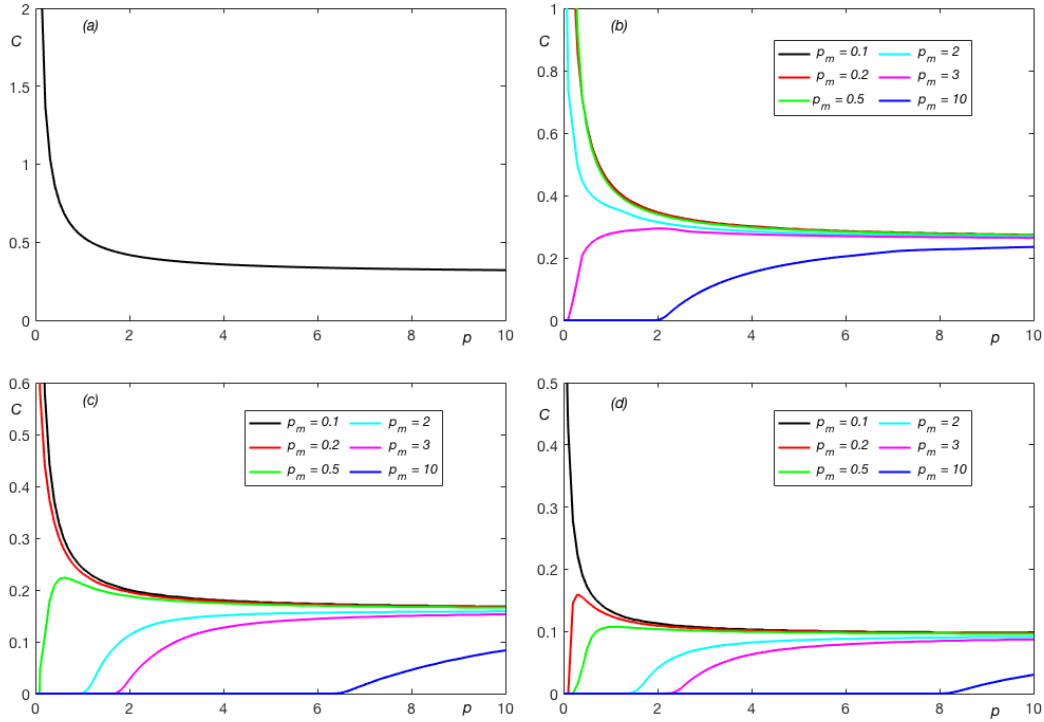 2
(a)
C
1.5
1
0.5
0
0 2 4 6 8 10
p
1
(b)
C
p_m = 0.1 p_m = 2
p_m = 0.2 p_m = 3
p_m = 0.5 p_m = 10
0.8
0.6
0.4
0.2
0
0 2 4 6 8 10
p
0.6
(c)
C
p_m = 0.1 p_m = 2
p_m = 0.2 p_m = 3
p_m = 0.5 p_m = 10
0.5
0.4
0.3
0.2
0.1
0
0 2 4 6 8 10
p
0.5
(d)
C
p_m = 0.1 p_m = 2
p_m = 0.2 p_m = 3
p_m = 0.5 p_m = 10
0.4
0.3
0.2
0.1
0
0 2 4 6 8 10
p